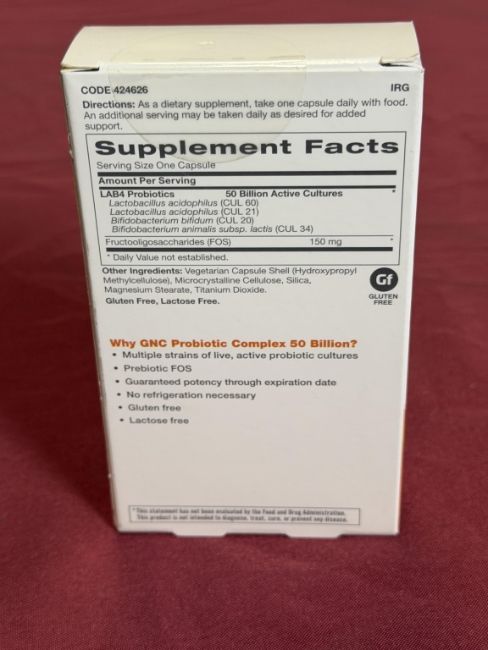 CODE 424626 IRG
Directions: As a dietary supplement, take one capsule daily with food.
An additional serving may be taken daily as desired for added
support.
Supplement Facts
Serving Size One Capsule
Amount Per Serving
LAB4 Probiotics 50 Billion Active Cultures *
Lactobacillus acidophilus (CUL 60)
Lactobacillus acidophilus (CUL 21)
Bifidobacterium bifidum (CUL 20)
Bifidobacterium animalis subsp. lactis (CUL 34)
Fructooligosaccharides (FOS) 150 mg *
* Daily Value not established.
Other Ingredients: Vegetarian Capsule Shell (Hydroxypropyl
Methylcellulose), Microcrystalline Cellulose, Silica,
Magnesium Stearate, Titanium Dioxide.
Gluten Free, Lactose Free.
Gf
GLUTEN
FREE
Why GNC Probiotic Complex 50 Billion?
• Multiple strains of live, active probiotic cultures
• Prebiotic FOS
• Guaranteed potency through expiration date
• No refrigeration necessary
• Gluten free
• Lactose free
*This statement has not been evaluated by the Food and Drug Administration.
This product is not intended to diagnose, treat, cure, or prevent any disease.